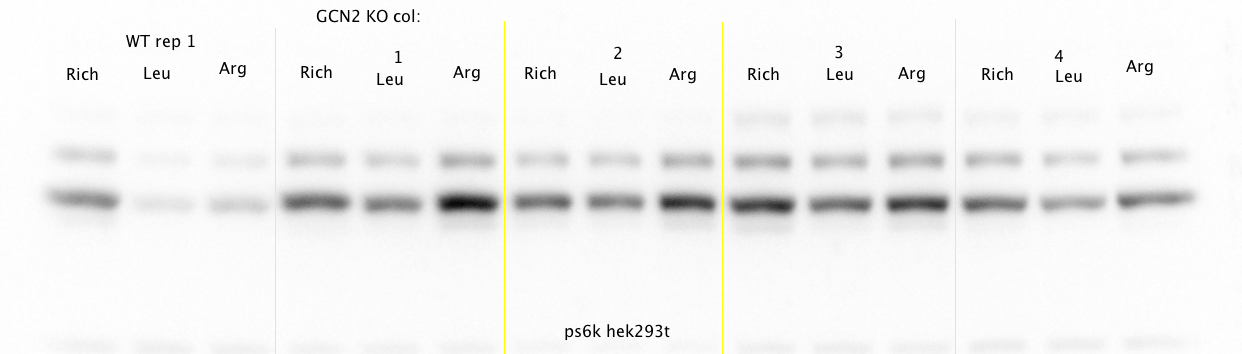 GCN2 KO col:
WT rep 1
Rich Leu Arg
1
Rich Leu Arg
2
Rich Leu Arg
3
Rich Leu Arg
4
Rich Leu Arg
ps6k hek293t